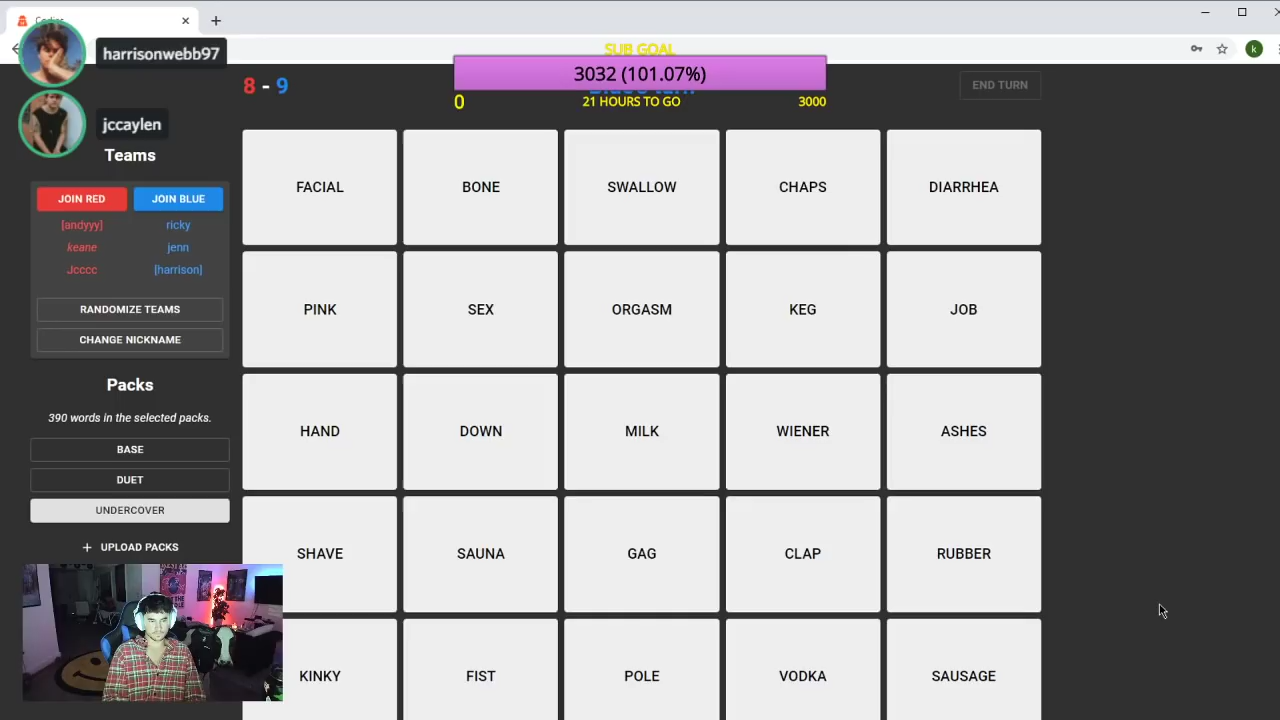 harrisonwebb97
jccaylen
SUB GOAL
3032 (101.07%)
0
21 HOURS TO GO
3000
8 - 9
END TURN
Teams
JOIN RED
JOIN BLUE
[andyyy]
ricky
keane
jenn
Jcccc
[harrison]
RANDOMIZE TEAMS
CHANGE NICKNAME
Packs
390 words in the selected packs.
BASE
DUET
UNDERCOVER
+ UPLOAD PACKS
FACIAL
BONE
SWALLOW
CHAPS
DIARRHEA
PINK
SEX
ORGASM
KEG
JOB
HAND
DOWN
MILK
WIENER
ASHES
SHAVE
SAUNA
GAG
CLAP
RUBBER
KINKY
FIST
POLE
VODKA
SAUSAGE
k